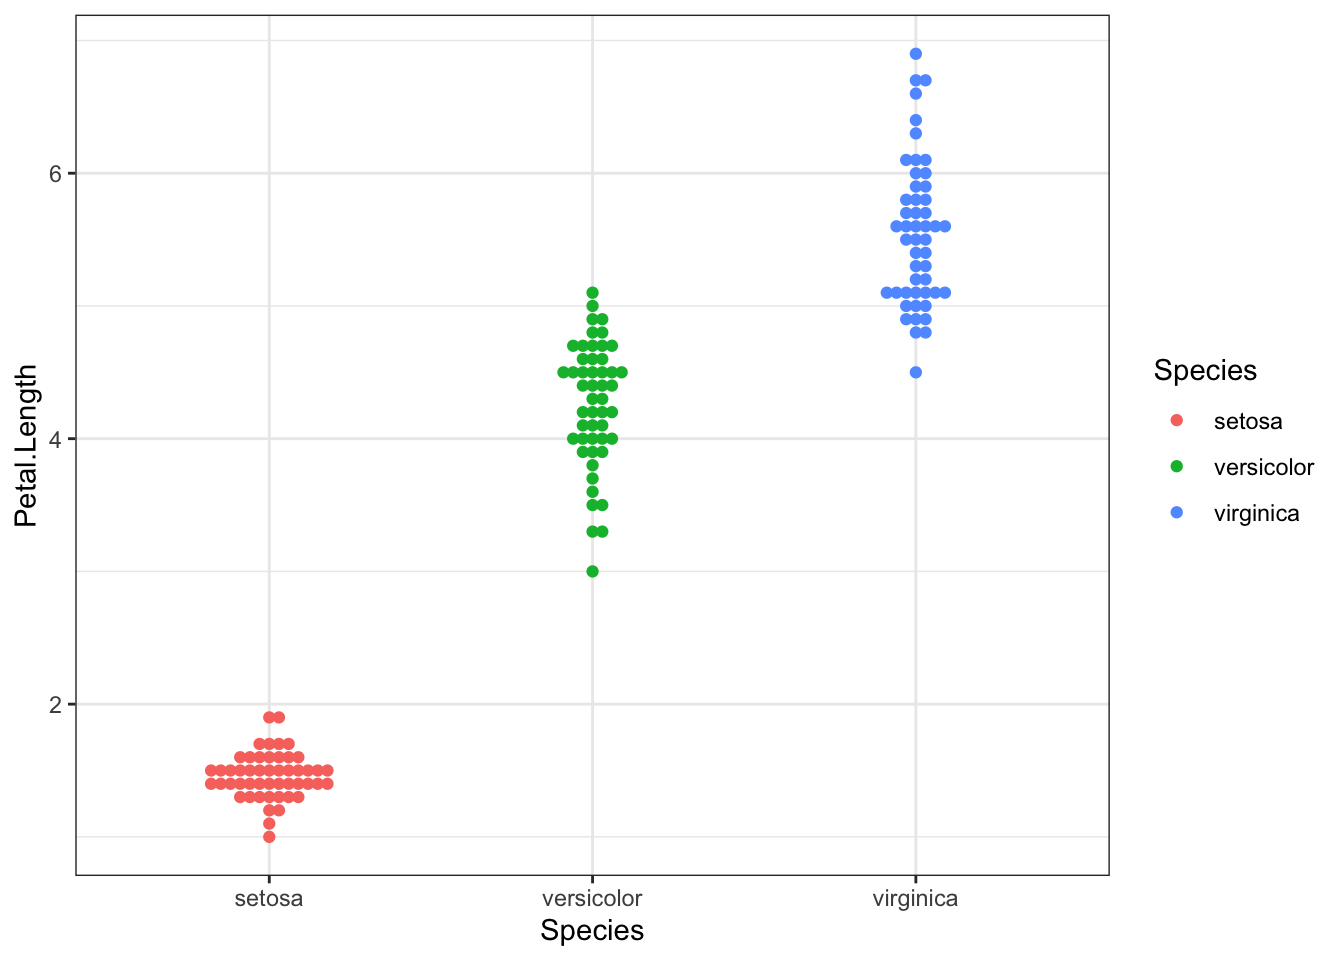 6
4
2
Petal.Length
setosa
versicolor
virginica
Species
Species
setosa
versicolor
virginica